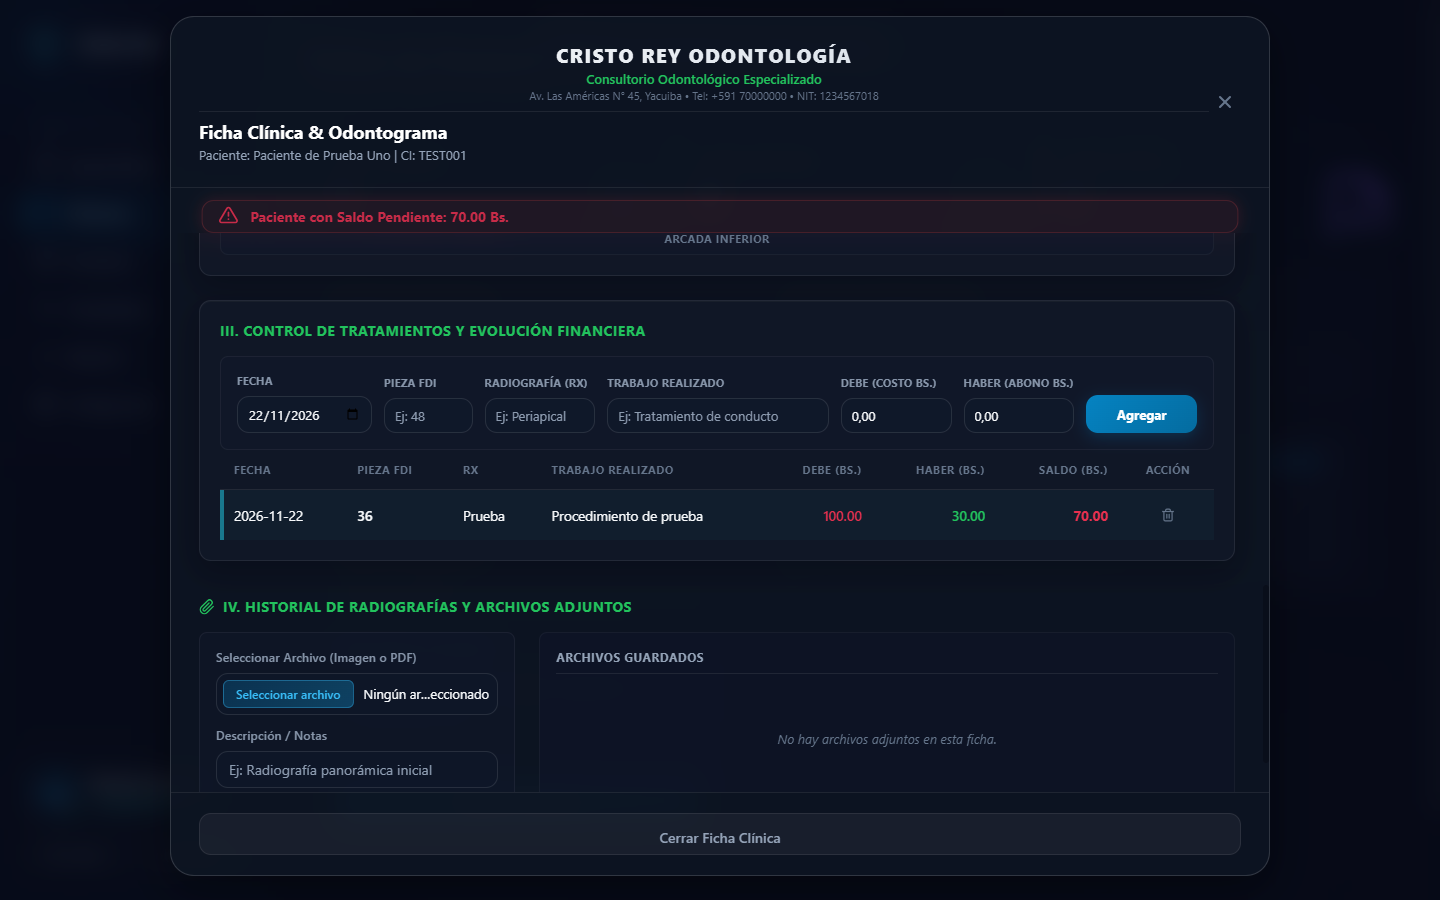 CRISTO REY ODONTOLOGÍA
Consultorio Odontológico Especializado
Av. Las Américas N° 45, Yacuiba • Tel: +591 70000000 • NIT: 1234567018
Ficha Clínica & Odontograma
Paciente: Paciente de Prueba Uno | CI: TEST001
Paciente con Saldo Pendiente: 70.00 Bs.
ARCADA INFERIOR
III. CONTROL DE TRATAMIENTOS Y EVOLUCIÓN FINANCIERA
FECHA PIEZA FDI RADIOGRAFÍA (RX) TRABAJO REALIZADO DEBE (COSTO BS.) HABER (ABONO BS.)
22/11/2026 Ej: 48 Ej: Periapical Ej: Tratamiento de conducto 0,00 0,00 Agregar
FECHA PIEZA FDI RX TRABAJO REALIZADO DEBE (BS.) HABER (BS.) SALDO (BS.) ACCIÓN
2026-11-22 36 Prueba Procedimiento de prueba 100.00 30.00 70.00
IV. HISTORIAL DE RADIOGRAFÍAS Y ARCHIVOS ADJUNTOS
Seleccionar Archivo (Imagen o PDF)
Seleccionar archivo Ningún ar...eccionado
Descripción / Notas
Ej: Radiografía panorámica inicial
ARCHIVOS GUARDADOS
No hay archivos adjuntos en esta ficha.
Cerrar Ficha Clínica